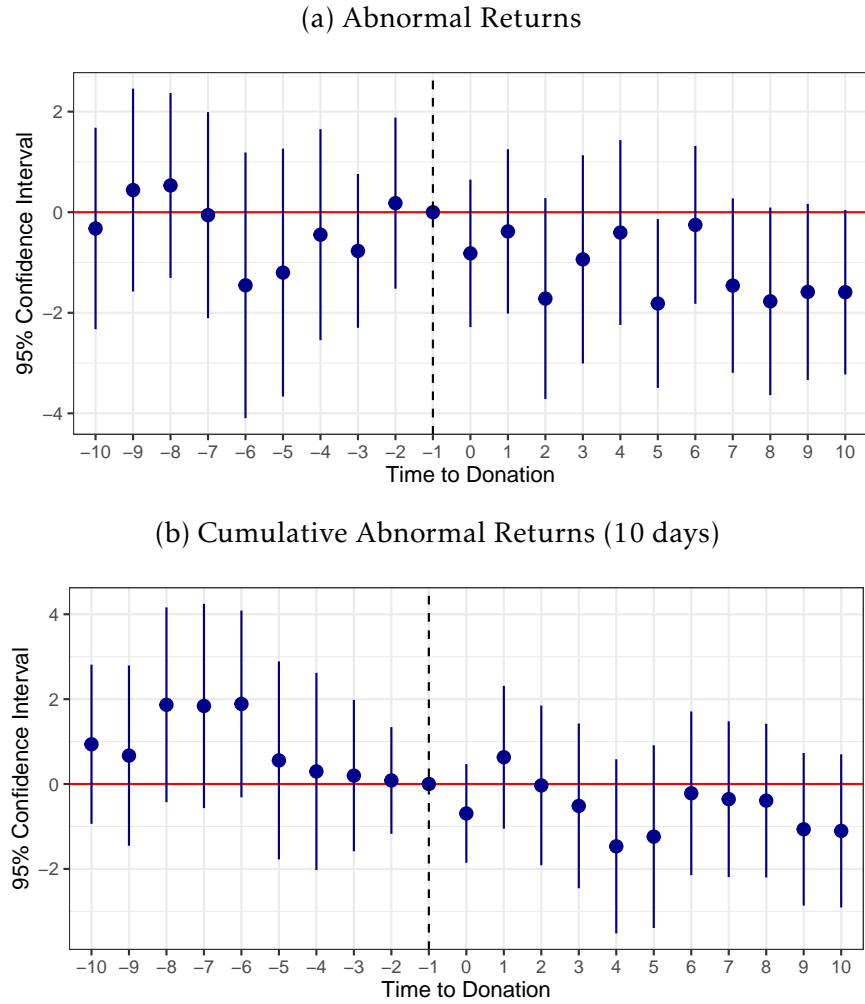 (a) Abnormal Returns
2
0
−2
−4
95% Confidence Interval
−10 −9 −8 −7 −6 −5 −4 −3 −2 −1 0 1 2 3 4 5 6 7 8 9 10
Time to Donation
(b) Cumulative Abnormal Returns (10 days)
4
2
0
−2
95% Confidence Interval
−10 −9 −8 −7 −6 −5 −4 −3 −2 −1 0 1 2 3 4 5 6 7 8 9 10
Time to Donation